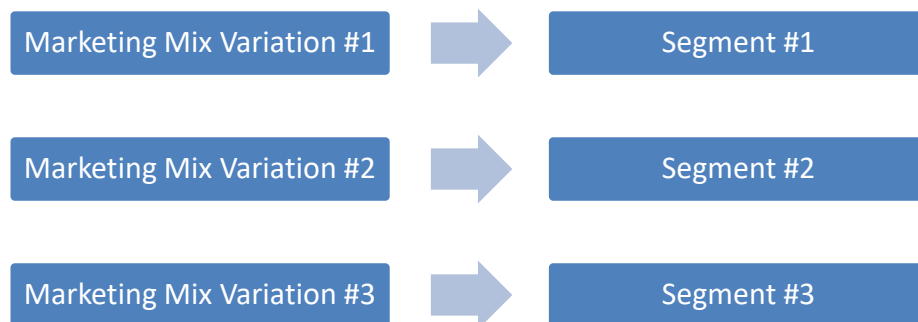 Marketing Mix Variation #1
Segment #1
Marketing Mix Variation #2
Segment #2
Marketing Mix Variation #3
Segment #3